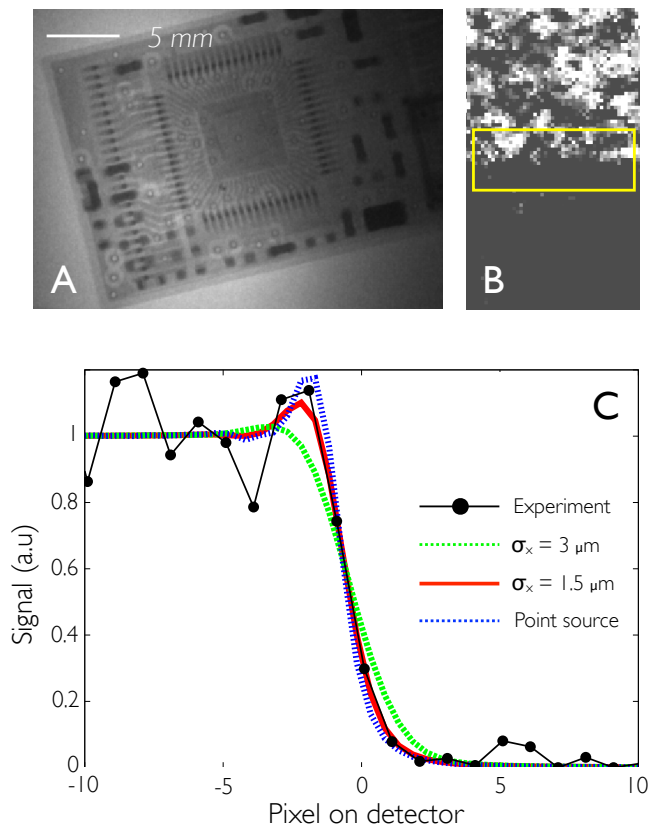 5 mm
A
B
C
1
0.8
0.6
0.4
0.2
0
-10
-5
0
5
10
Signal (a.u)
Pixel on detector
Experiment
σx = 3 μm
σx = 1.5 μm
Point source